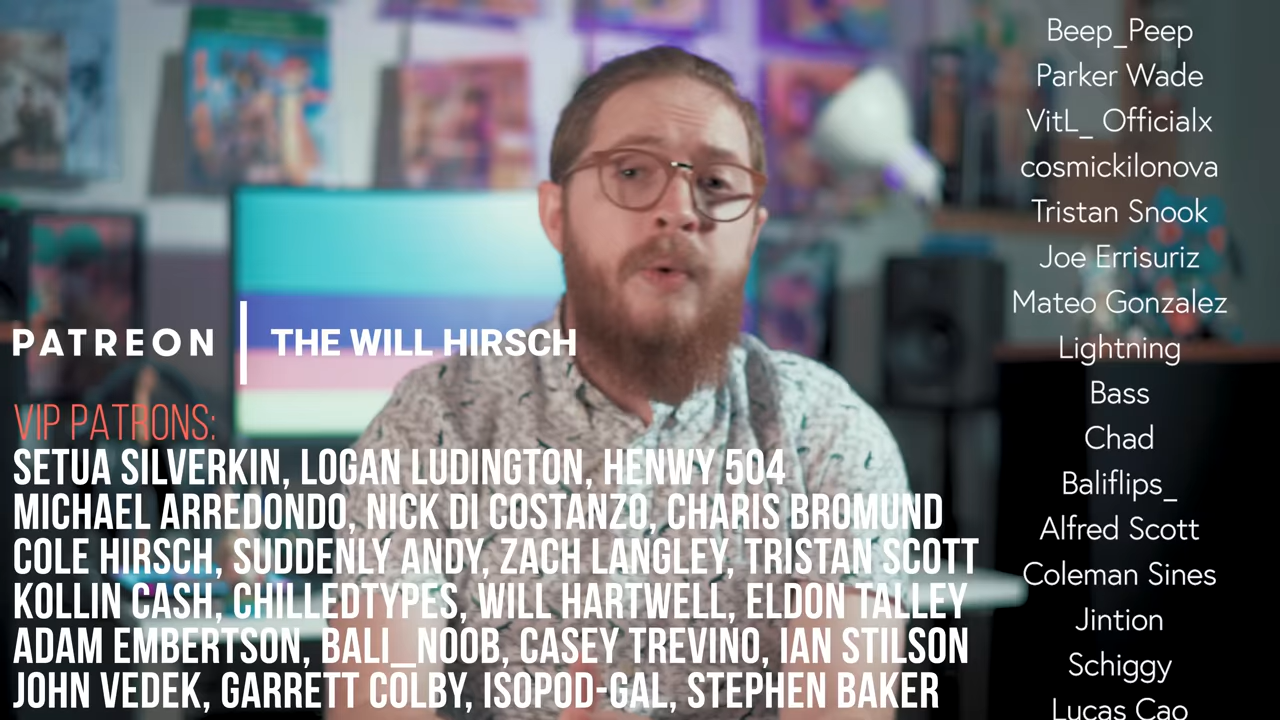 PATREON | THE WILL HIRSCH
VIP PATRONS:
SETUA SILVERKIN, LOGAN LUDINGTON, HENWY 504
MICHAEL ARREDONDO, NICK DI COSTANZO, CHARIS BROMUND
COLE HIRSCH, SUDDENLY ANDY, ZACH LANGLEY, TRISTAN SCOTT
KOLLIN CASH, CHILLEDTYPES, WILL HARTWELL, ELDON TALLEY
ADAM EMBERTSON, BALI_NOOB, CASEY TREVINO, IAN STILSON
JOHN VEDEK, GARRETT COLBY, ISOPOD-GAL, STEPHEN BAKER
Beep_Peep
Parker Wade
VitL_ Officialx
cosmickilonova
Tristan Snook
Joe Errisuriz
Mateo Gonzalez
Lightning
Bass
Chad
Baliflips_
Alfred Scott
Coleman Sines
Jintion
Schiggy
Lucas Cao